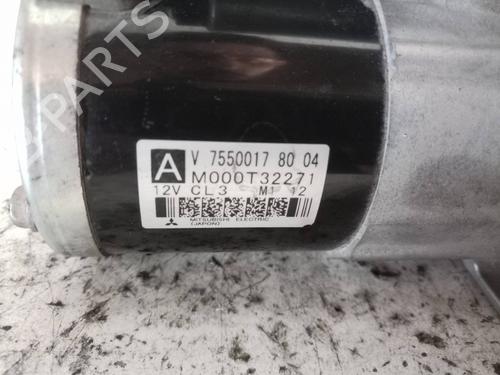 B-PARTS
A
V 7550017 80 04
M000T32271
12V CL3 M1 12
MITSUBISHI ELECTRIC
(JAPAN)